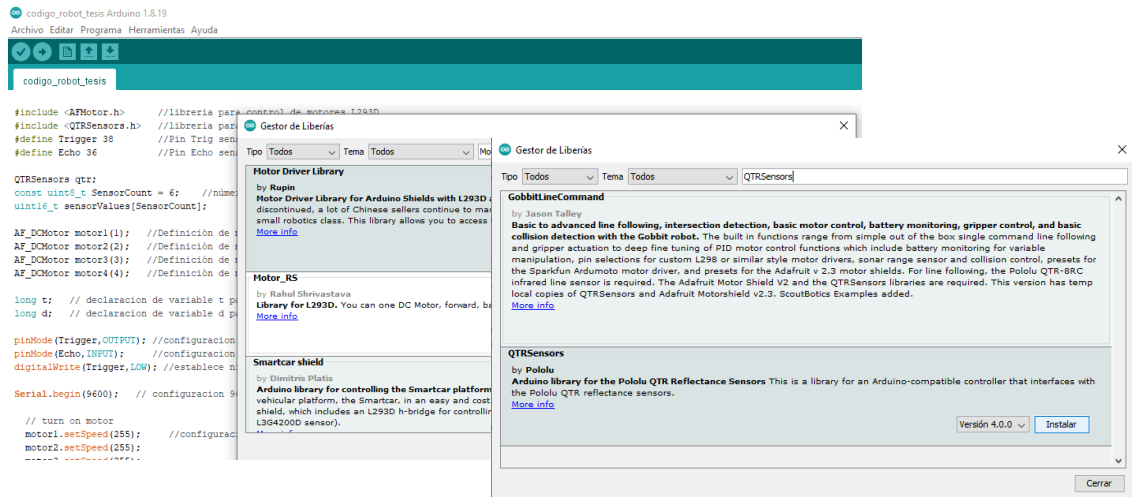 codigo_robot_tesis Arduino 1.8.19
Archivo Editar Programa Herramientas Ayuda
codigo_robot_tesis
#include <AFMotor.h> //libreria para control de motores L293D
#include <QTRSensors.h> //libreria par
#define Trigger 38 //Pin Trig sen
#define Echo 36 //Pin Echo sen
QTRSensors qtr;
const uint8_t SensorCount = 6; //núme
uint16_t sensorValues[SensorCount];
AF_DCMotor motor1(1); //Definición de m
AF_DCMotor motor2(2); //Definición de m
AF_DCMotor motor3(3); //Definición de m
AF_DCMotor motor4(4); //Definición de m
long t; // declaracion de variable t pa
long d; // declaracion de variable d pa
pinMode(Trigger,OUTPUT); //configuracion
pinMode(Echo,INPUT); //configuracion
digitalWrite(Trigger,LOW); //establece ni
Serial.begin(9600); // configuracion 9
// turn on motor
motor1.setSpeed(255); //configurac
motor2.setSpeed(255);
Gestor de Liberías
Tipo Todos Tema Todos Mo
Motor Driver Library
by Rupin
Motor Driver Library for Arduino Shields with L293D
discontinued, a lot of Chinese sellers continue to ma
small robotics class. This library allows you to access
More info
Motor_RS
by Rahul Shrivastava
Library for L293D. You can one DC Motor, forward, ba
More info
Smartcar shield
by Dimitris Platis
Arduino library for controlling the Smartcar platform
vehicular platform, the Smartcar, in an easy and cost
shield, which includes an L293D h-bridge for controllin
L3G4200D sensor).
Gestor de Liberías
Tipo Todos Tema Todos QTRSensors
GobbitLineCommand
by Jason Talley
Basic to advanced line following, intersection detection, basic motor control, battery monitoring, gripper control, and basic
collision detection with the Gobbit robot. The built in functions range from simple out of the box single command line following
and gripper actuation to deep fine tuning of PID motor control functions which include battery monitoring for variable
manipulation, pin selections for custom L298 or similar style motor drivers, sonar range sensor and collision control, presets for
the Sparkfun Ardumoto motor driver, and presets for the Adafruit v 2.3 motor shields. For line following, the Pololu QTR-8RC
infrared line sensor is required. The Adafruit Motor Shield V2 and the QTRSensors libraries are required. This version has temp
local copies of QTRSensors and Adafruit Motorshield v2.3. ScoutBotics Examples added.
More info
QTRSensors
by Pololu
Arduino library for the Pololu QTR Reflectance Sensors This is a library for an Arduino-compatible controller that interfaces with
the Pololu QTR reflectance sensors.
More info
Versión 4.0.0 Instalar
Cerrar